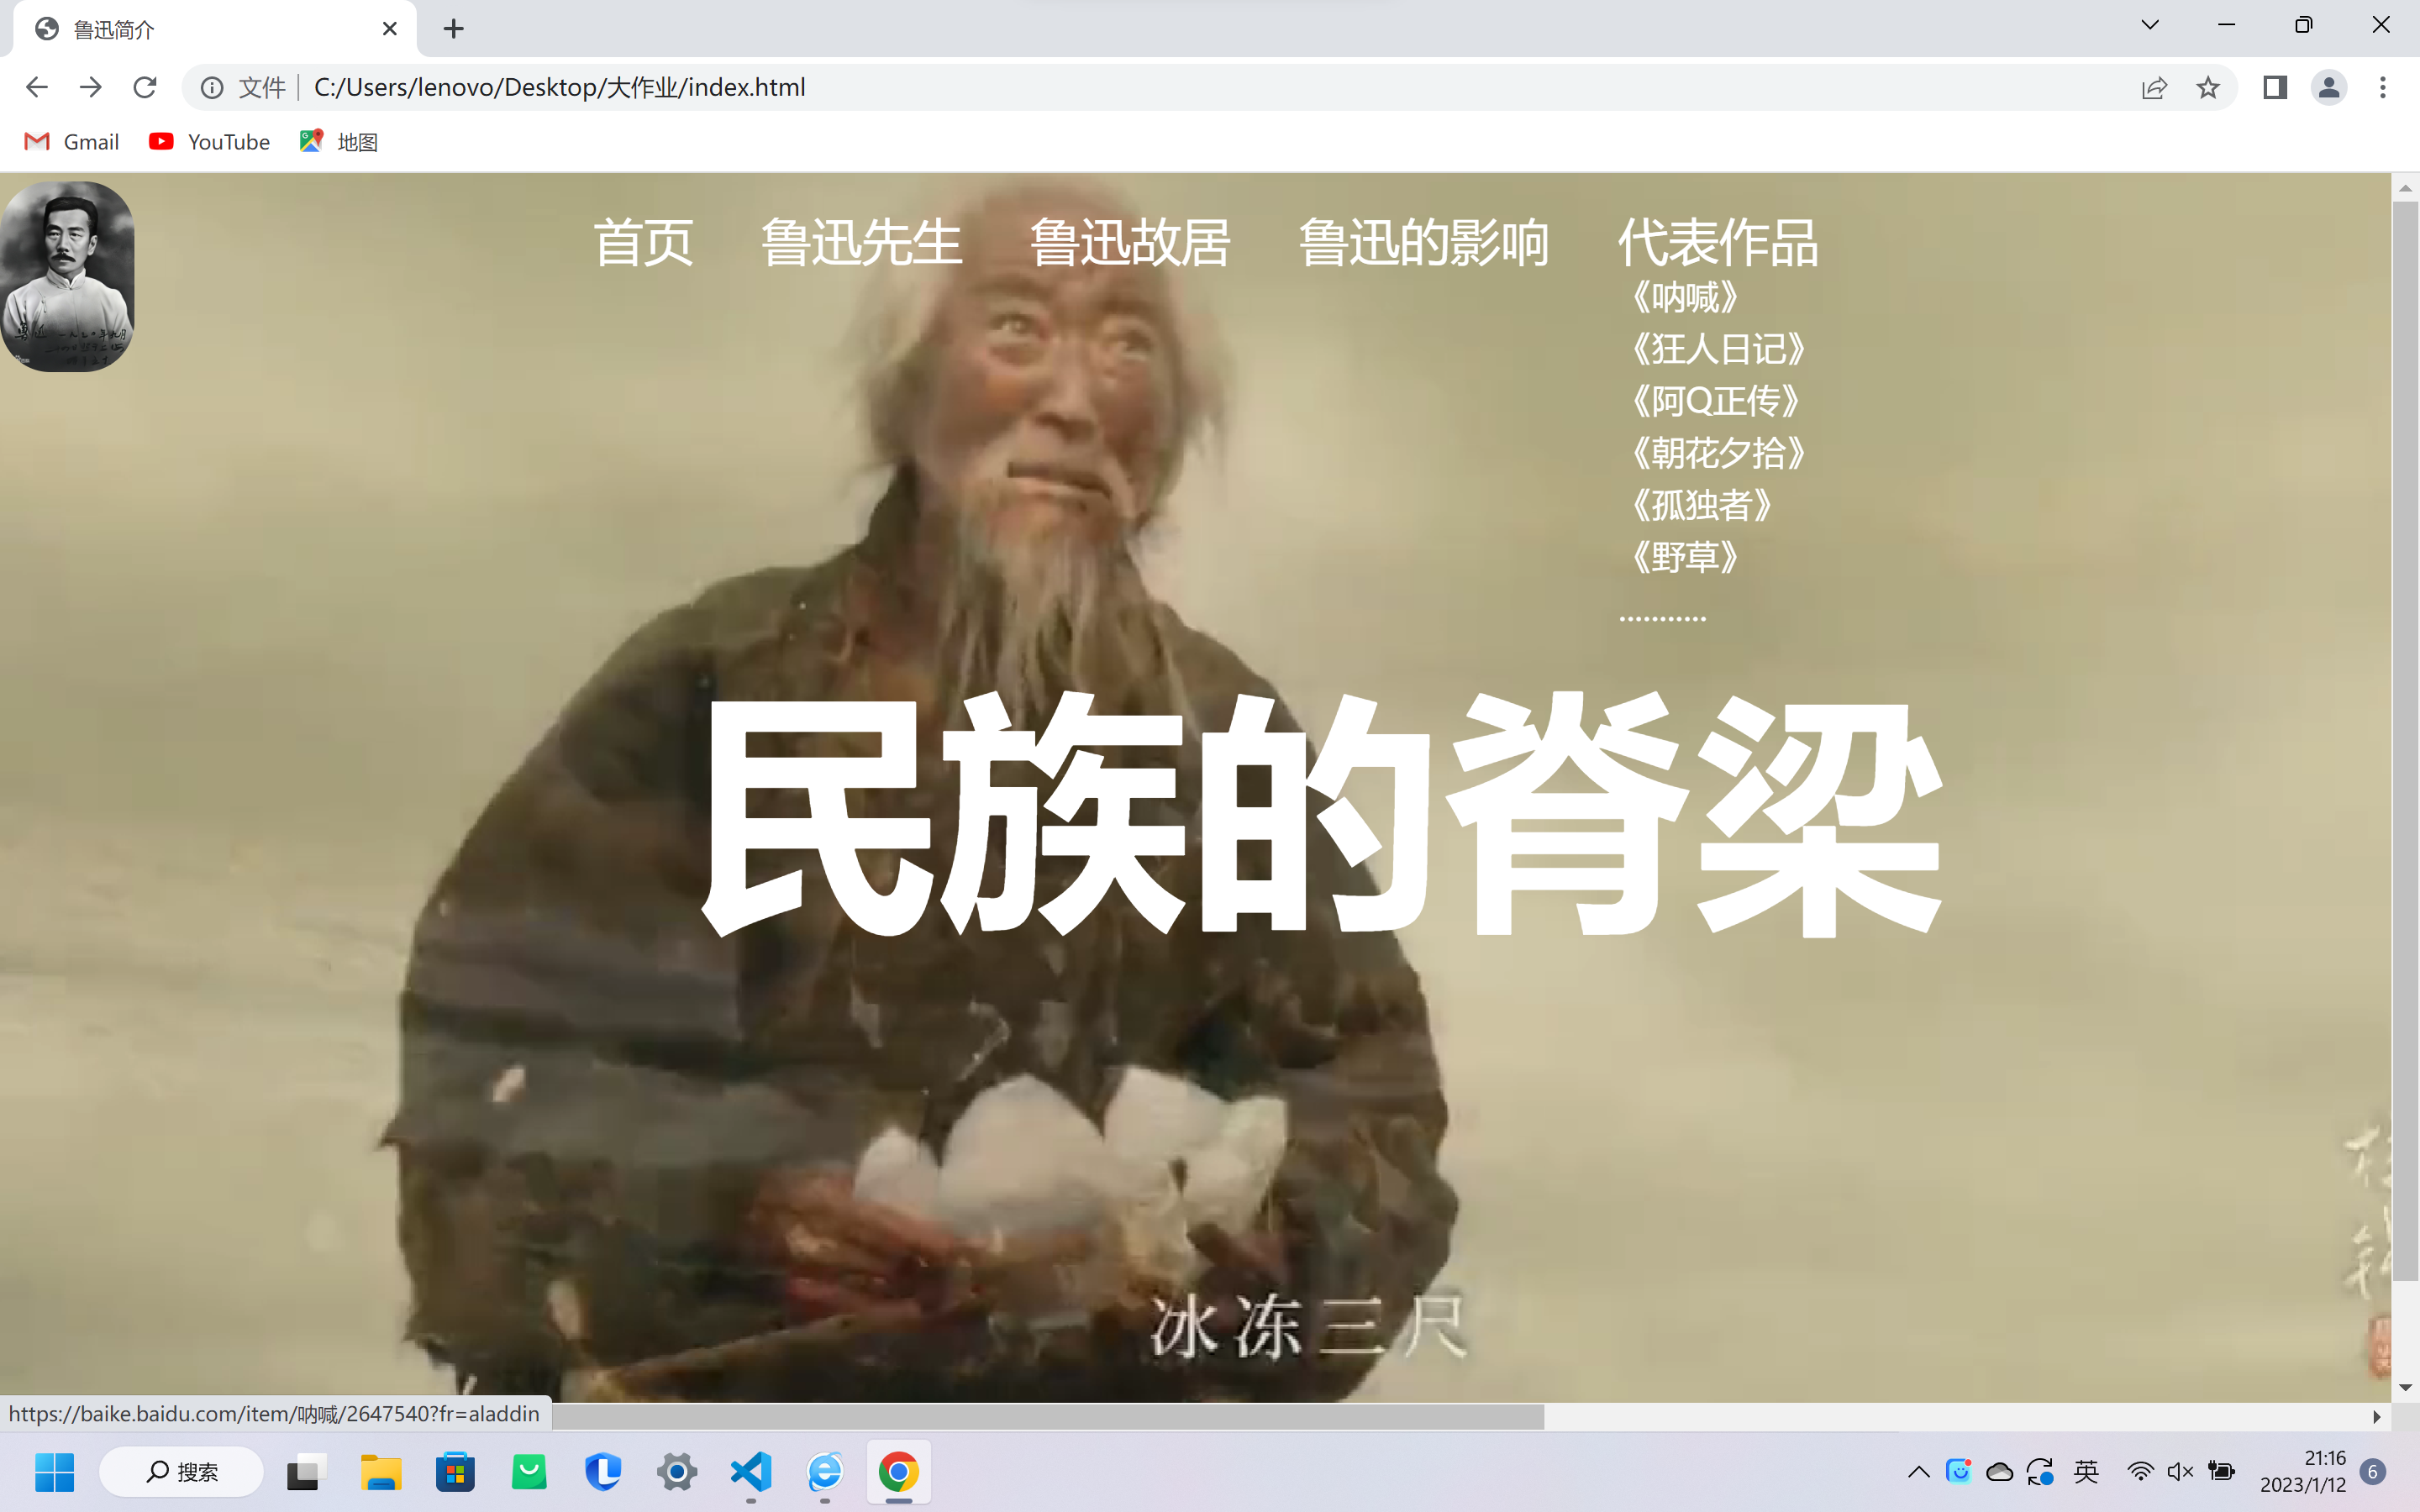 鲁迅简介
文件 C:/Users/lenovo/Desktop/大作业/index.html
Gmail YouTube 地图
首页 鲁迅先生 鲁迅故居 鲁迅的影响 代表作品
《呐喊》
《狂人日记》
《阿Q正传》
《朝花夕拾》
《孤独者》
《野草》
...........
民族的脊梁
冰冻三尺
https://baike.baidu.com/item/呐喊/2647540?fr=aladdin
搜索
英
21:16
2023/1/12
6